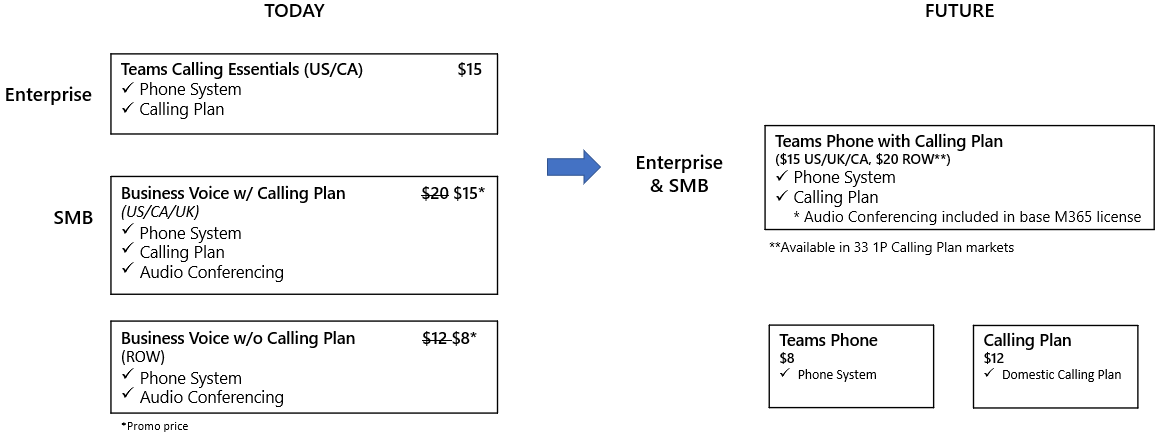 TODAY
FUTURE
Enterprise
Teams Calling Essentials (US/CA) $15
✓ Phone System
✓ Calling Plan
SMB
Business Voice w/ Calling Plan $20 $15*
(US/CA/UK)
✓ Phone System
✓ Calling Plan
✓ Audio Conferencing
Business Voice w/o Calling Plan $12 $8*
(ROW)
✓ Phone System
✓ Audio Conferencing
*Promo price
Enterprise
& SMB
Teams Phone with Calling Plan
($15 US/UK/CA, $20 ROW**)
✓ Phone System
✓ Calling Plan
* Audio Conferencing included in base M365 license
**Available in 33 1P Calling Plan markets
Teams Phone
$8
✓ Phone System
Calling Plan
$12
✓ Domestic Calling Plan